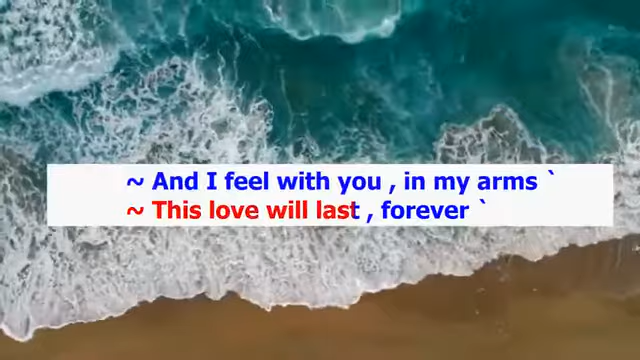 ~ And I feel with you , in my arms `
~ This love will last , forever `